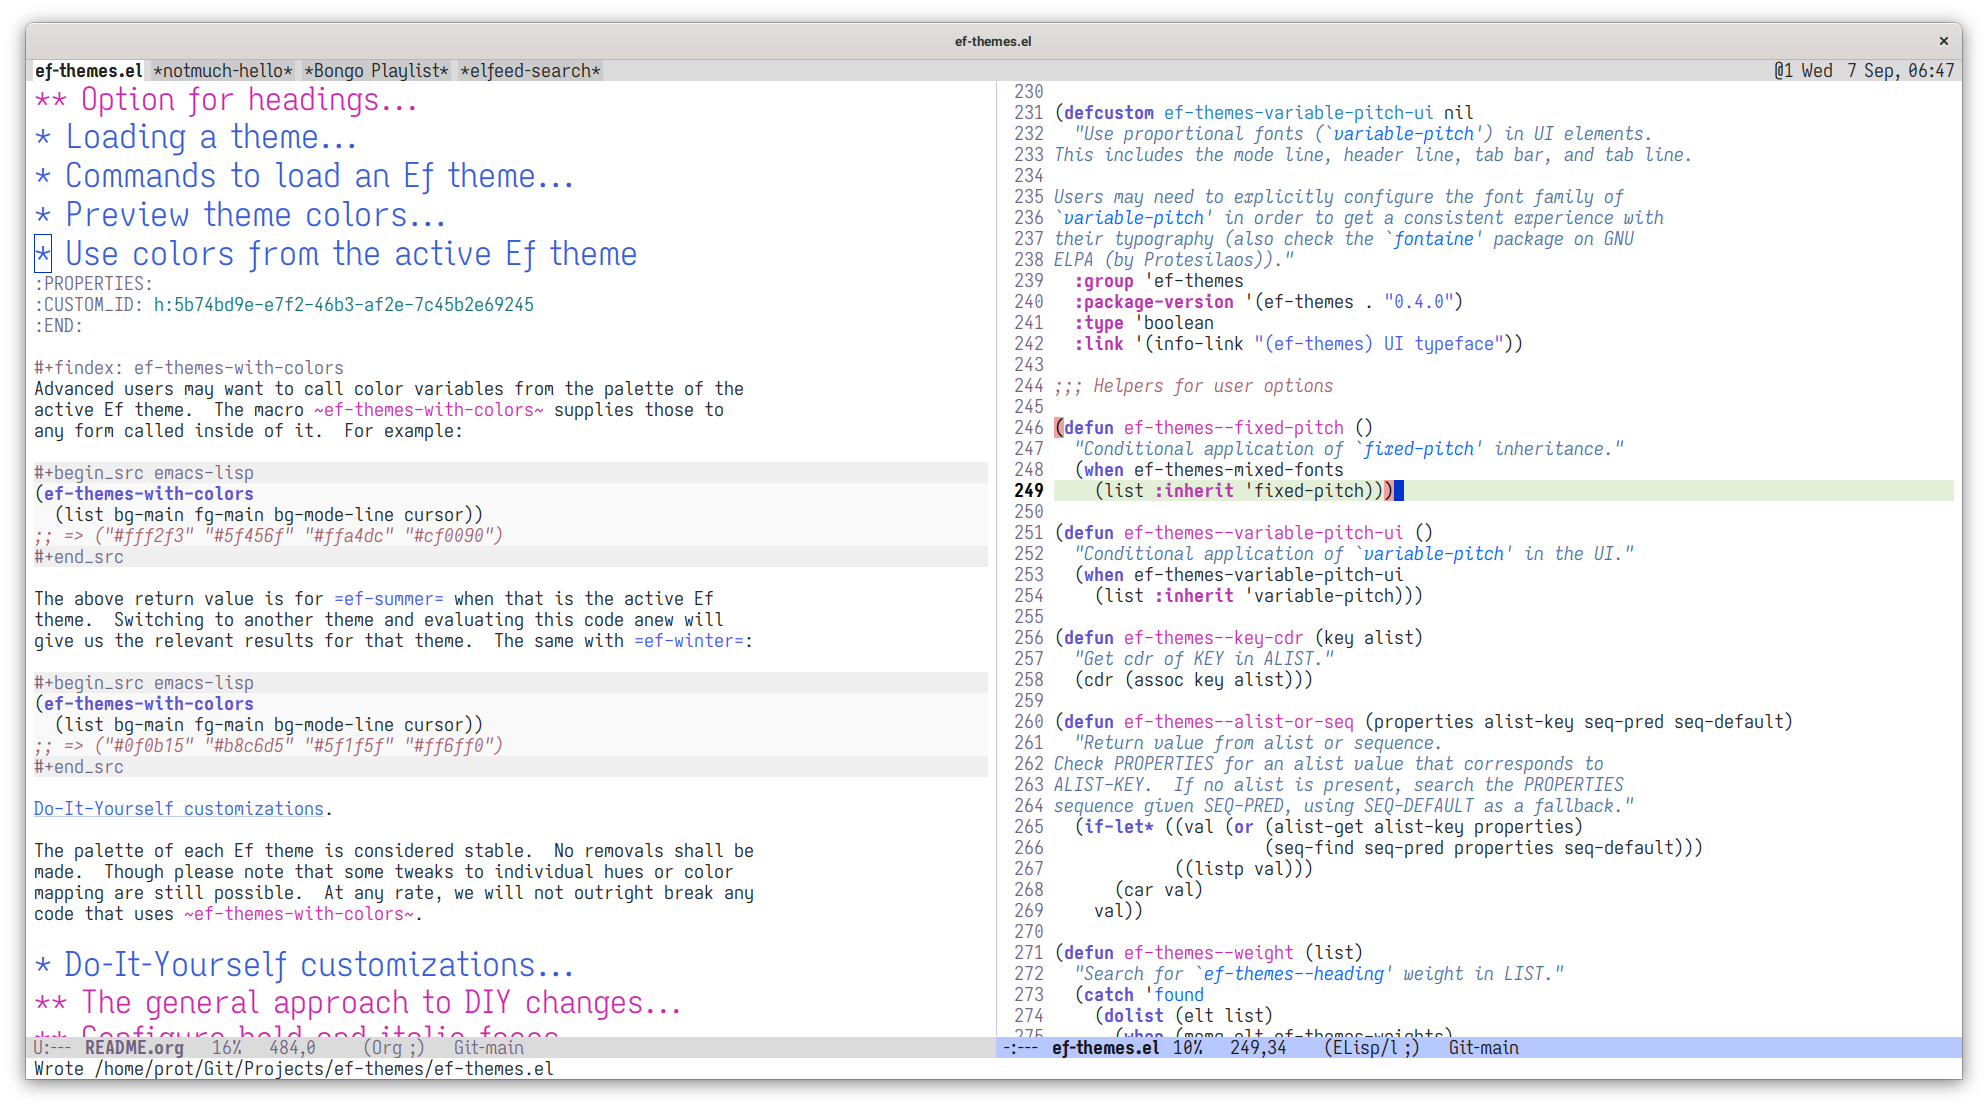 ef-themes.el
×
ef-themes.el *notmuch-hello* *Bongo Playlist* *elfeed-search*
@1 Wed  7 Sep, 06:47
** Option for headings...
* Loading a theme...
* Commands to load an Ef theme...
* Preview theme colors...
* Use colors from the active Ef theme
:PROPERTIES:
:CUSTOM_ID: h:5b74bd9e-e7f2-46b3-af2e-7c45b2e69245
:END:
#+findex: ef-themes-with-colors
Advanced users may want to call color variables from the palette of the
active Ef theme.  The macro ~ef-themes-with-colors~ supplies those to
any form called inside of it.  For example:
#+begin_src emacs-lisp
(ef-themes-with-colors
  (list bg-main fg-main bg-mode-line cursor))
;; => ("#fff2f3" "#5f456f" "#ffa4dc" "#cf0090")
#+end_src
The above return value is for =ef-summer= when that is the active Ef
theme.  Switching to another theme and evaluating this code anew will
give us the relevant results for that theme.  The same with =ef-winter=:
#+begin_src emacs-lisp
(ef-themes-with-colors
  (list bg-main fg-main bg-mode-line cursor))
;; => ("#0f0b15" "#b8c6d5" "#5f1f5f" "#ff6ff0")
#+end_src
Do-It-Yourself customizations.
The palette of each Ef theme is considered stable.  No removals shall be
made.  Though please note that some tweaks to individual hues or color
mapping are still possible.  At any rate, we will not outright break any
code that uses ~ef-themes-with-colors~.
* Do-It-Yourself customizations...
** The general approach to DIY changes...
** Configure bold and italic faces
U:---  README.org   16%   484,0     (Org ;)   Git-main
230
231 (defcustom ef-themes-variable-pitch-ui nil
232   "Use proportional fonts (`variable-pitch') in UI elements.
233 This includes the mode line, header line, tab bar, and tab line.
234
235 Users may need to explicitly configure the font family of
236 `variable-pitch' in order to get a consistent experience with
237 their typography (also check the `fontaine' package on GNU
238 ELPA (by Protesilaos))."
239   :group 'ef-themes
240   :package-version '(ef-themes . "0.4.0")
241   :type 'boolean
242   :link '(info-link "(ef-themes) UI typeface"))
243
244 ;;; Helpers for user options
245
246 (defun ef-themes--fixed-pitch ()
247   "Conditional application of `fixed-pitch' inheritance."
248   (when ef-themes-mixed-fonts
249     (list :inherit 'fixed-pitch)))
250
251 (defun ef-themes--variable-pitch-ui ()
252   "Conditional application of `variable-pitch' in the UI."
253   (when ef-themes-variable-pitch-ui
254     (list :inherit 'variable-pitch)))
255
256 (defun ef-themes--key-cdr (key alist)
257   "Get cdr of KEY in ALIST."
258   (cdr (assoc key alist)))
259
260 (defun ef-themes--alist-or-seq (properties alist-key seq-pred seq-default)
261   "Return value from alist or sequence.
262 Check PROPERTIES for an alist value that corresponds to
263 ALIST-KEY.  If no alist is present, search the PROPERTIES
264 sequence given SEQ-PRED, using SEQ-DEFAULT as a fallback."
265   (if-let* ((val (or (alist-get alist-key properties)
266                      (seq-find seq-pred properties seq-default)))
267             ((listp val)))
268       (car val)
269     val))
270
271 (defun ef-themes--weight (list)
272   "Search for `ef-themes--heading' weight in LIST."
273   (catch 'found
274     (dolist (elt list)
275       (when (memq elt ef-themes-weights)
-:---  ef-themes.el  10%   249,34    (ELisp/l ;)   Git-main
Wrote /home/prot/Git/Projects/ef-themes/ef-themes.el